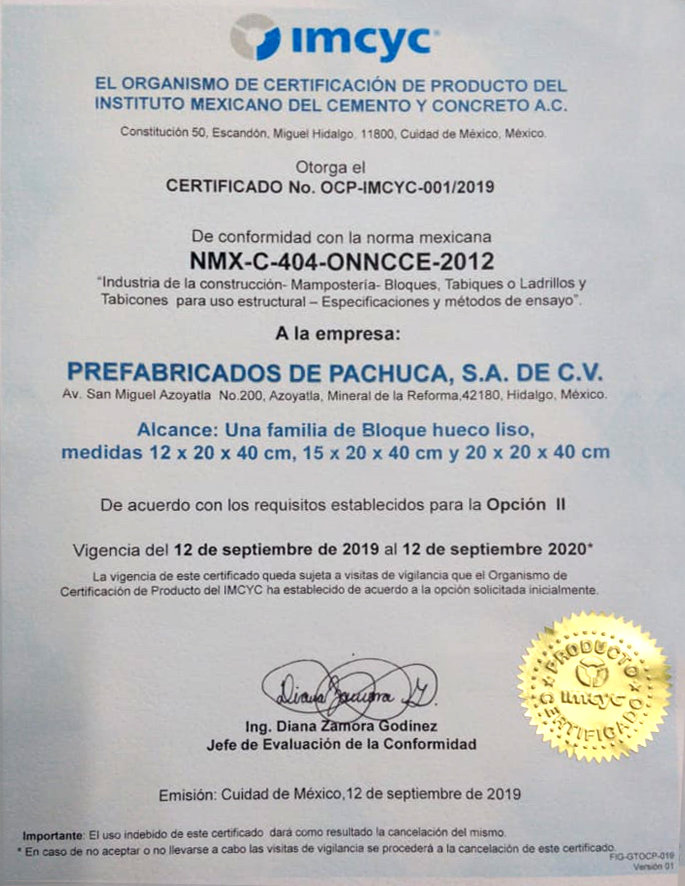 imcyc
EL ORGANISMO DE CERTIFICACIÓN DE PRODUCTO DEL
INSTITUTO MEXICANO DEL CEMENTO Y CONCRETO A.C.
Constitución 50, Escandón, Miguel Hidalgo, 11800, Cuidad de México, México.
Otorga el
CERTIFICADO No. OCP-IMCYC-001/2019
De conformidad con la norma mexicana
NMX-C-404-ONNCCE-2012
“Industria de la construcción- Mampostería- Bloques, Tabiques o Ladrillos y
Tabicones para uso estructural – Especificaciones y métodos de ensayo”.
A la empresa:
PREFABRICADOS DE PACHUCA, S.A. DE C.V.
Av. San Miguel Azoyatla No.200, Azoyatla, Mineral de la Reforma,42180, Hidalgo, México.
Alcance: Una familia de Bloque hueco liso,
medidas 12 x 20 x 40 cm, 15 x 20 x 40 cm y 20 x 20 x 40 cm
De acuerdo con los requisitos establecidos para la Opción II
Vigencia del 12 de septiembre de 2019 al 12 de septiembre 2020*
La vigencia de este certificado queda sujeta a visitas de vigilancia que el Organismo de
Certificación de Producto del IMCYC ha establecido de acuerdo a la opción solicitada inicialmente.
Diana Zamora G.
Ing. Diana Zamora Godinez
Jefe de Evaluación de la Conformidad
PRODUCTO
imcyc
CERTIFICADO
Emisión: Cuidad de México,12 de septiembre de 2019
Importante: El uso indebido de este certificado dará como resultado la cancelación del mismo.
* En caso de no aceptar o no llevarse a cabo las visitas de vigilancia se procederá a la cancelación de este certificado.
FIG-GTOCP-019
Versión 01